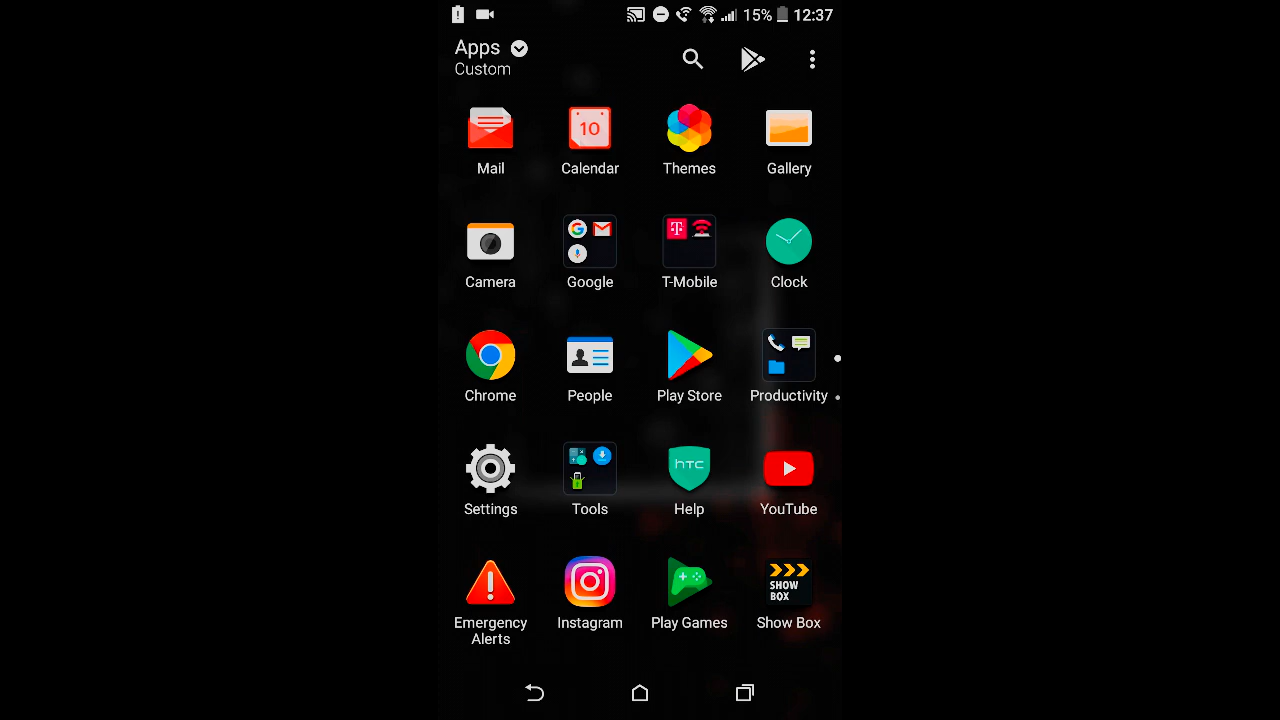 15% 12:37
Apps
Custom
10
Mail Calendar Themes Gallery
Camera Google T-Mobile Clock
Chrome People Play Store Productivity
htc
Settings Tools Help YouTube
SHOW
BOX
Emergency Instagram Play Games Show Box
Alerts